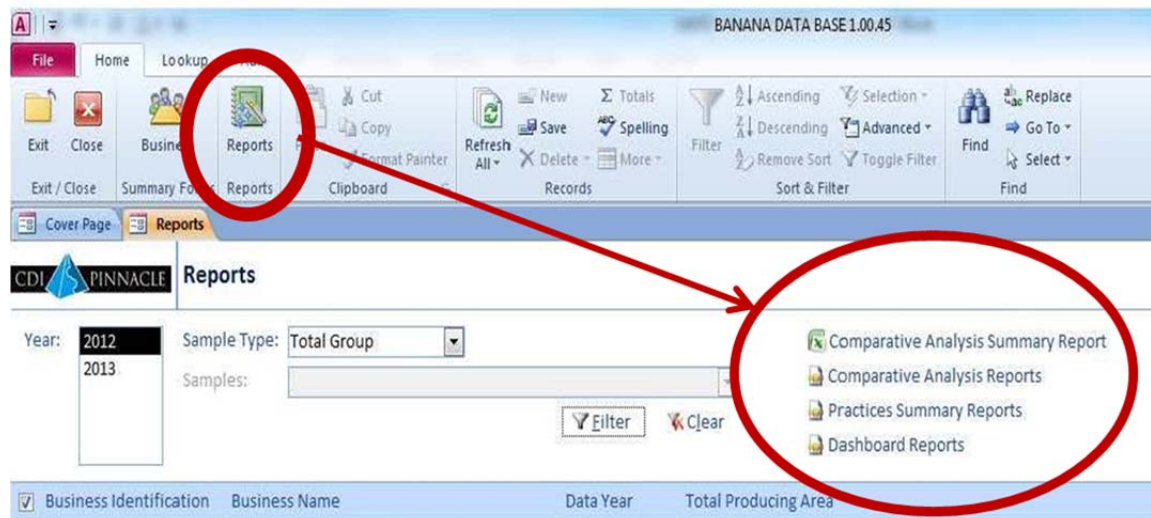 A
BANANA DATA BASE 1.00.45
File Home Lookup
Exit Close
Reports
Cut
Copy
Format Painter
Refresh All
New
Save
Delete
Σ Totals
Spelling
More
Filter
Ascending
Descending
Remove Sort
Selection
Advanced
Toggle Filter
Find
Replace
Go To
Select
Exit / Close Summary Reports Clipboard Records Sort & Filter Find
Cover Page Reports
CDI PINNACLE Reports
Year: 2012 Sample Type: Total Group
2013 Samples:
Filter Clear
Comparative Analysis Summary Report
Comparative Analysis Reports
Practices Summary Reports
Dashboard Reports
Business Identification Business Name Data Year Total Producing Area